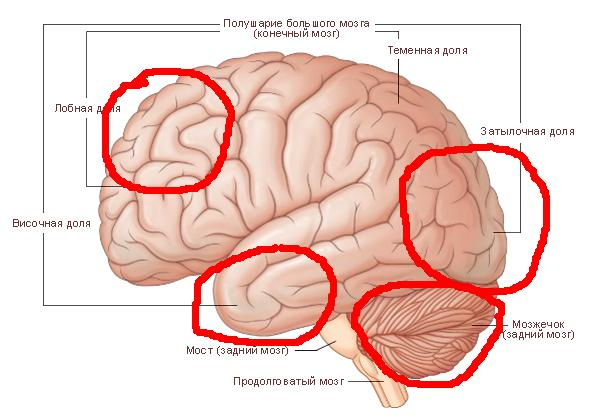 Полушарие большого мозга
(конечный мозг)
Теменная доля
Лобная доля
Затылочная доля
Височная доля
Мозжечок
(задний мозг)
Мост (задний мозг)
Продолговатый мозг